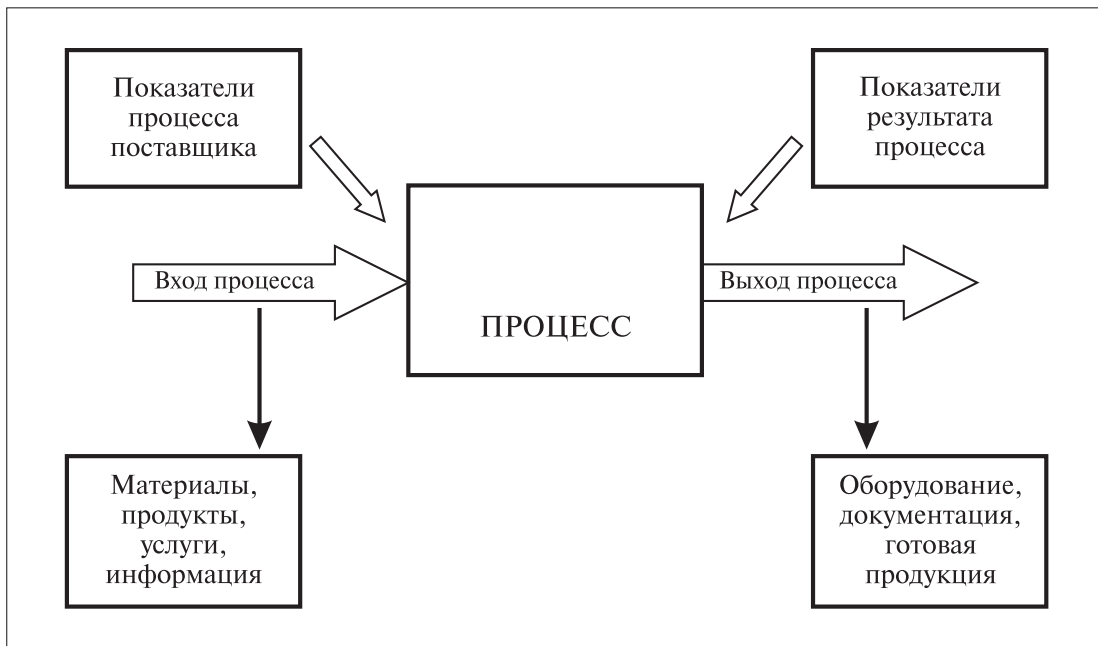 Показатели
процесса
поставщика
Показатели
результата
процесса
Вход процесса
ПРОЦЕСС
Выход процесса
Материалы,
продукты,
услуги,
информация
Оборудование,
документация,
готовая
продукция